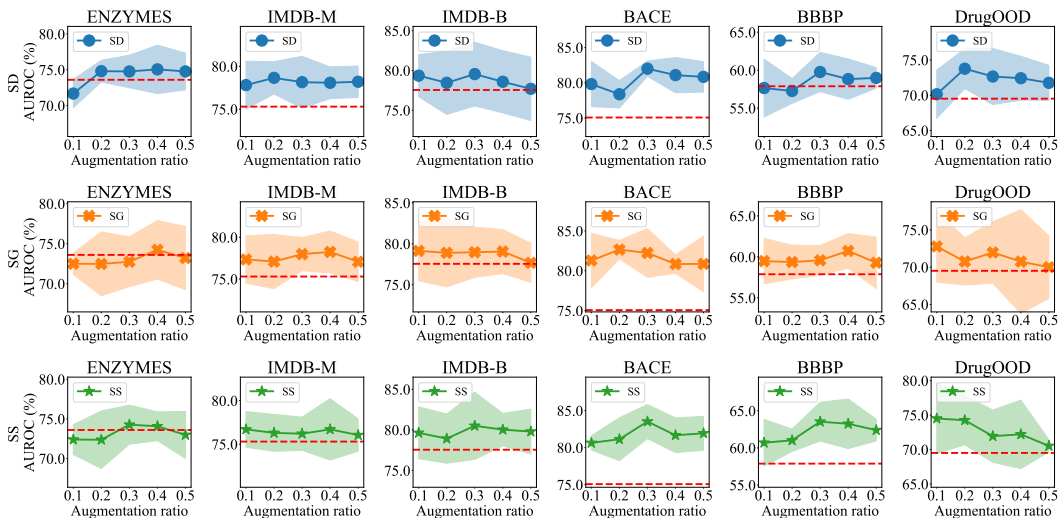 ENZYMES IMDB-M IMDB-B BACE BBBP DrugOOD
SD
AUROC (%)
80.0 75.0 70.0
SD
80.0 75.0
SD
85.0 82.5 80.0 77.5 75.0
SD
85.0 80.0 75.0
SD
65.0 60.0 55.0
SD
75.0 70.0 65.0
SD
0.1 0.2 0.3 0.4 0.5 0.1 0.2 0.3 0.4 0.5 0.1 0.2 0.3 0.4 0.5 0.1 0.2 0.3 0.4 0.5 0.1 0.2 0.3 0.4 0.5 0.1 0.2 0.3 0.4 0.5
Augmentation ratio Augmentation ratio Augmentation ratio Augmentation ratio Augmentation ratio Augmentation ratio
ENZYMES IMDB-M IMDB-B BACE BBBP DrugOOD
SG
AUROC (%)
80.0 75.0 70.0
SG
80.0 75.0
SG
82.5 80.0 77.5 75.0
SG
85.0 80.0 75.0
SG
65.0 60.0 55.0
SG
75.0 70.0 65.0
SG
0.1 0.2 0.3 0.4 0.5 0.1 0.2 0.3 0.4 0.5 0.1 0.2 0.3 0.4 0.5 0.1 0.2 0.3 0.4 0.5 0.1 0.2 0.3 0.4 0.5 0.1 0.2 0.3 0.4 0.5
Augmentation ratio Augmentation ratio Augmentation ratio Augmentation ratio Augmentation ratio Augmentation ratio
ENZYMES IMDB-M IMDB-B BACE BBBP DrugOOD
SS
AUROC (%)
80.0 75.0 70.0
SS
80.0 75.0
SS
85.0 82.5 80.0 77.5 75.0
SS
85.0 80.0 75.0
SS
65.0 60.0 55.0
SS
80.0 75.0 70.0 65.0
SS
0.1 0.2 0.3 0.4 0.5 0.1 0.2 0.3 0.4 0.5 0.1 0.2 0.3 0.4 0.5 0.1 0.2 0.3 0.4 0.5 0.1 0.2 0.3 0.4 0.5 0.1 0.2 0.3 0.4 0.5
Augmentation ratio Augmentation ratio Augmentation ratio Augmentation ratio Augmentation ratio Augmentation ratio